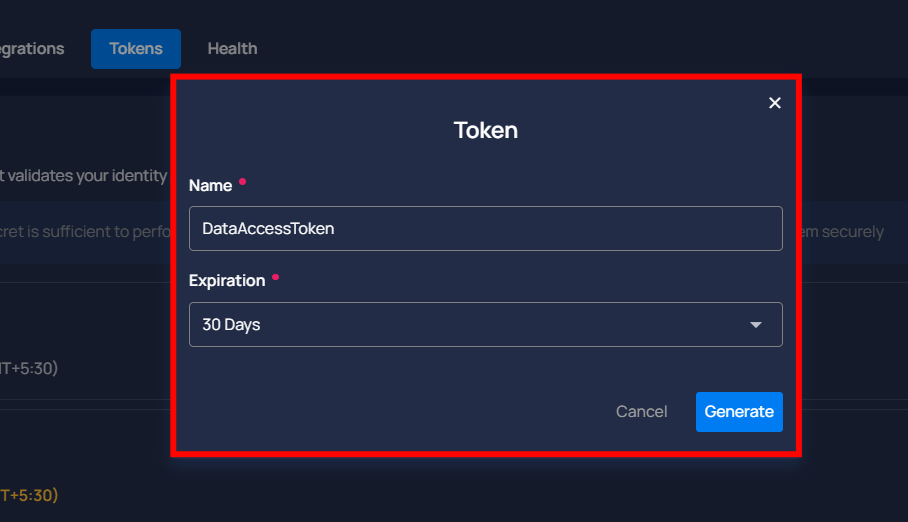 Tokens
Health
Token
t validates your identity
Name
cret is sufficient to perfo
em securely
DataAccessToken
Expiration
30 Days
T+5:30)
Cancel
Generate
T+5:30)